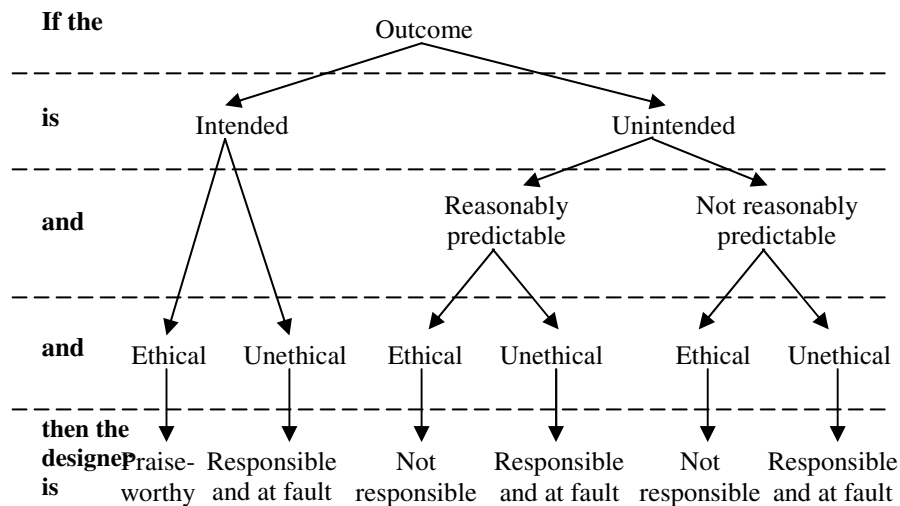 If the
Outcome
is
Intended Unintended
and
Reasonably predictable Not reasonably predictable
and
Ethical Unethical Ethical Unethical Ethical Unethical
then the
designer
is
Praise-
worthy
Responsible
and at fault
Not
responsible
Responsible
and at fault
Not
responsible
Responsible
and at fault